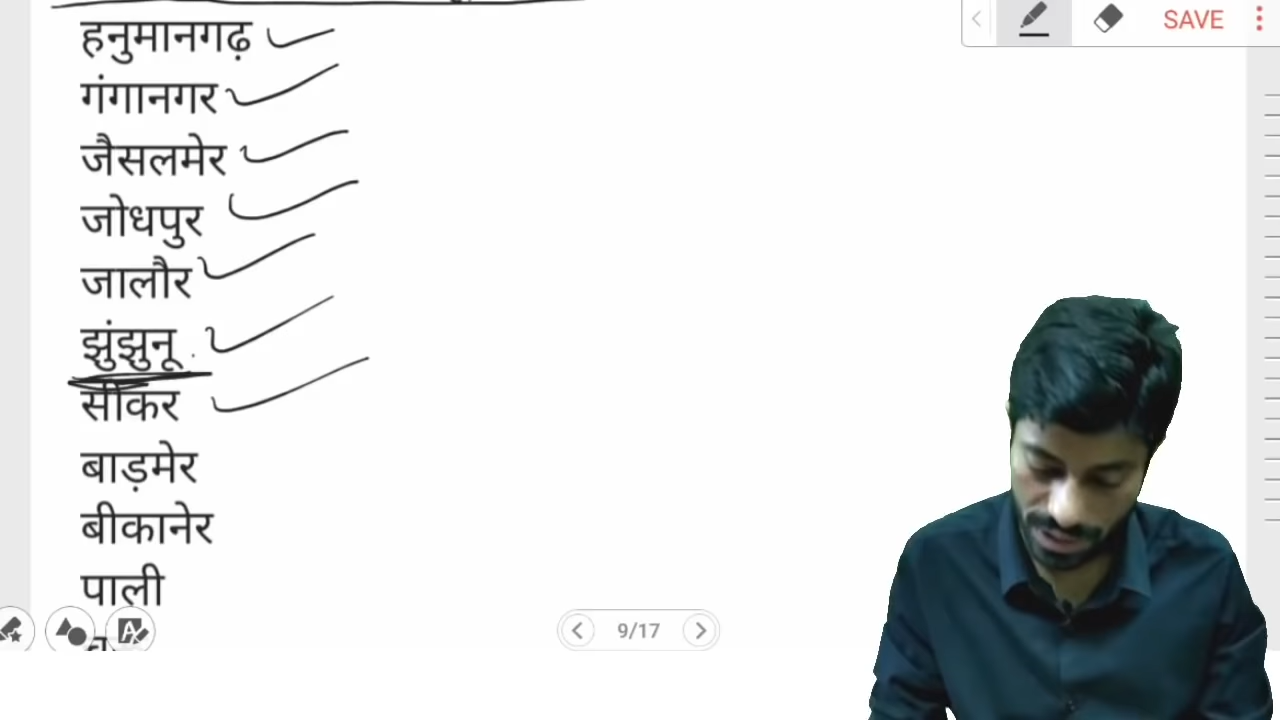 SAVE
हनुमानगढ़
गंगानगर
जैसलमेर
जोधपुर
जालौर
झुंझुनू
सीकर
बाड़मेर
बीकानेर
पाली
9/17